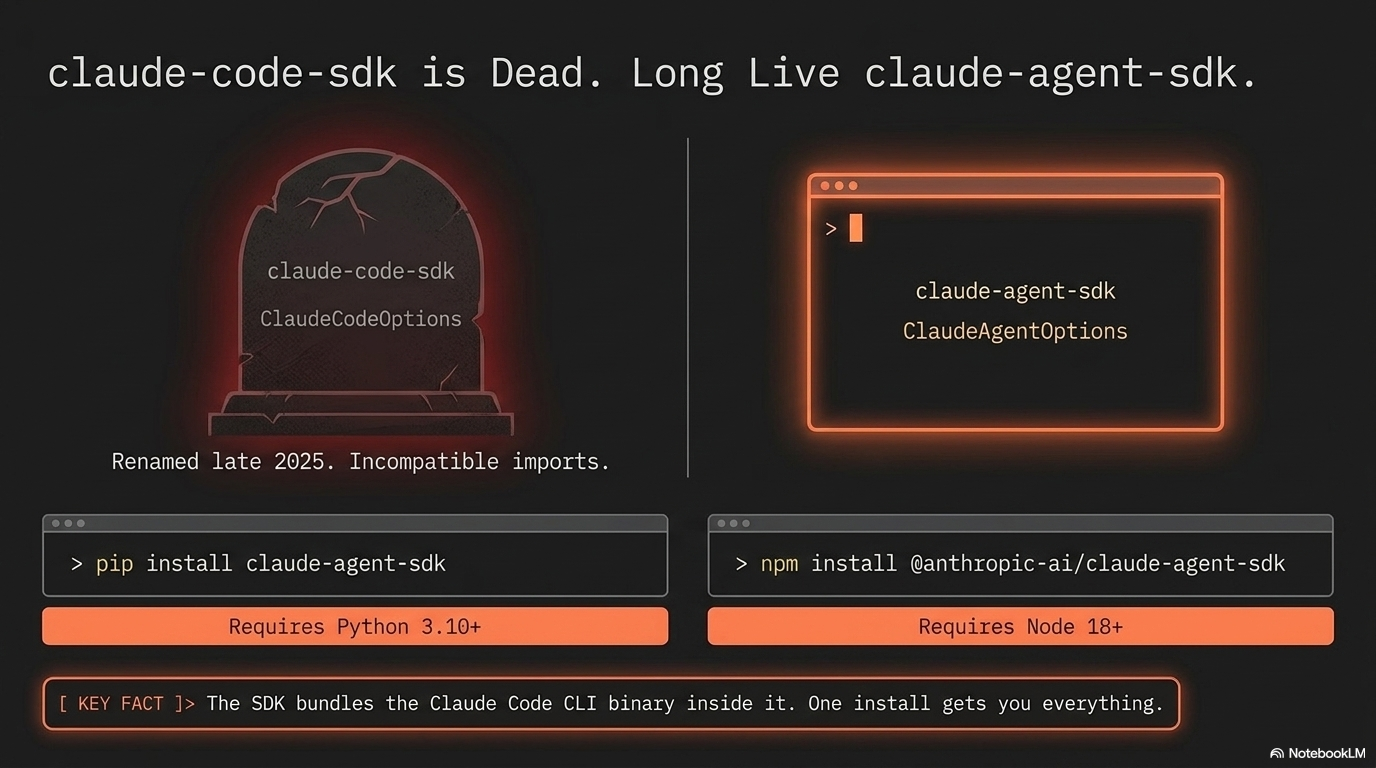 claude-code-sdk is Dead. Long Live claude-agent-sdk.
claude-code-sdk
ClaudeCodeOptions
Renamed late 2025. Incompatible imports.
>
claude-agent-sdk
ClaudeAgentOptions
> pip install claude-agent-sdk
Requires Python 3.10+
> npm install @anthropic-ai/claude-agent-sdk
Requires Node 18+
[ KEY FACT ]> The SDK bundles the Claude Code CLI binary inside it. One install gets you everything.
NotebookLM